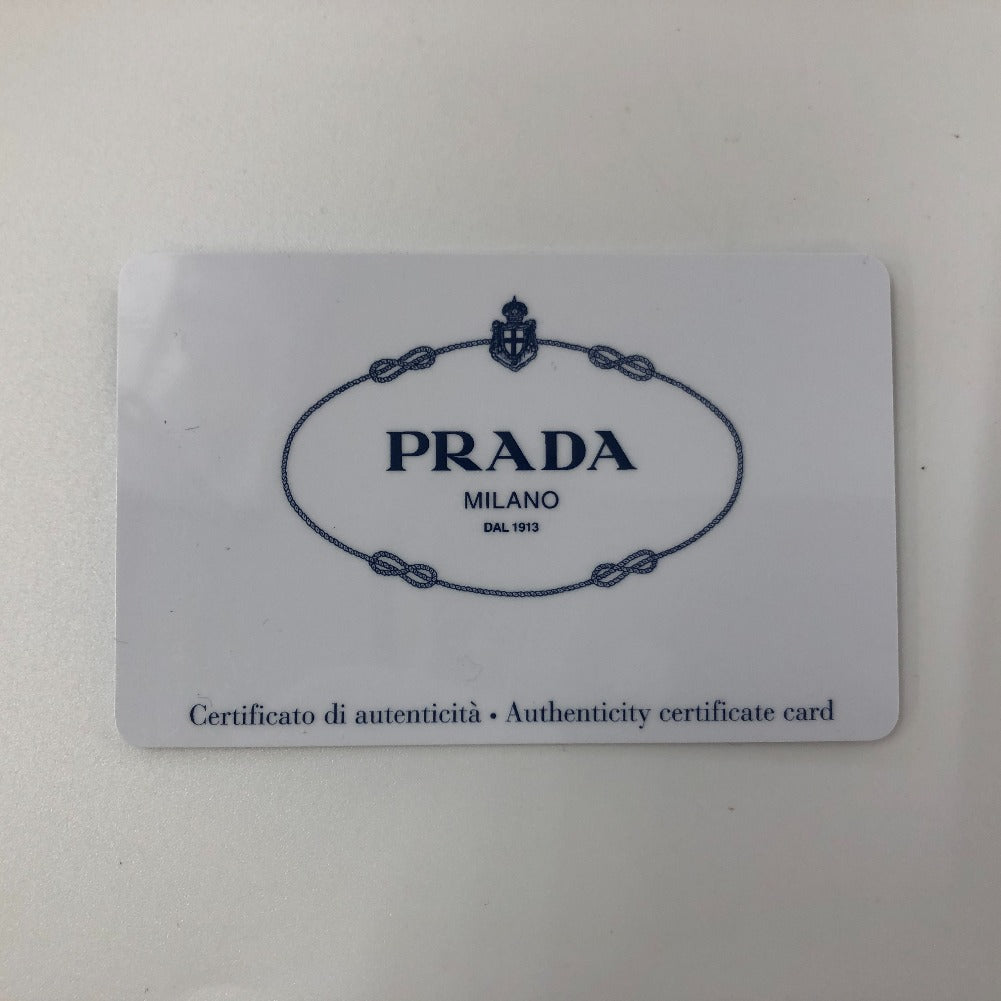 PRADA
MILANO
DAL 1913
Certificato di autenticità • Authenticity certificate card